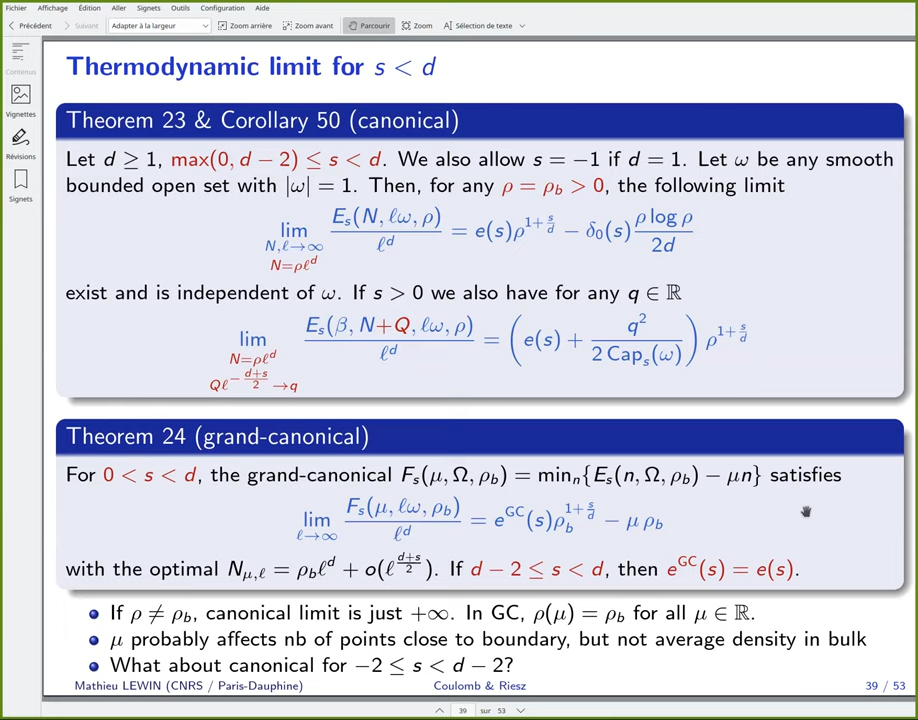 Fichier Affichage Édition Aller Signets Outils Configuration Aide
Précédent Suivant Adapter à la largeur Zoom arrière Zoom avant Parcourir Zoom Sélection de texte
Contenus
Vignettes
Révisions
Signets
Thermodynamic limit for s < d
Theorem 23 & Corollary 50 (canonical)
Let d ≥ 1, max(0, d − 2) ≤ s < d. We also allow s = −1 if d = 1. Let ω be any smooth
bounded open set with |ω| = 1. Then, for any ρ = ρ_b > 0, the following limit
lim_{N,ℓ→∞, N=ρℓ^d} E_s(N, ℓω, ρ) / ℓ^d = e(s)ρ^{1+s/d} − δ_0(s) ρ log ρ / 2d
exist and is independent of ω. If s > 0 we also have for any q ∈ ℝ
lim_{N=ρℓ^d, Qℓ^{−(d+s)/2}→q} E_s(β, N+Q, ℓω, ρ) / ℓ^d = ( e(s) + q^2 / 2 Cap_s(ω) ) ρ^{1+s/d}
Theorem 24 (grand-canonical)
For 0 < s < d, the grand-canonical F_s(μ, Ω, ρ_b) = min_n{E_s(n, Ω, ρ_b) − μn} satisfies
lim_{ℓ→∞} F_s(μ, ℓω, ρ_b) / ℓ^d = e^{GC}(s)ρ_b^{1+s/d} − μ ρ_b
with the optimal N_{μ,ℓ} = ρ_bℓ^d + o(ℓ^{(d+s)/2}). If d − 2 ≤ s < d, then e^{GC}(s) = e(s).
If ρ ≠ ρ_b, canonical limit is just +∞. In GC, ρ(μ) = ρ_b for all μ ∈ ℝ.
μ probably affects nb of points close to boundary, but not average density in bulk
What about canonical for −2 ≤ s < d − 2?
Mathieu LEWIN (CNRS / Paris-Dauphine) Coulomb & Riesz 39 / 53
39 sur 53